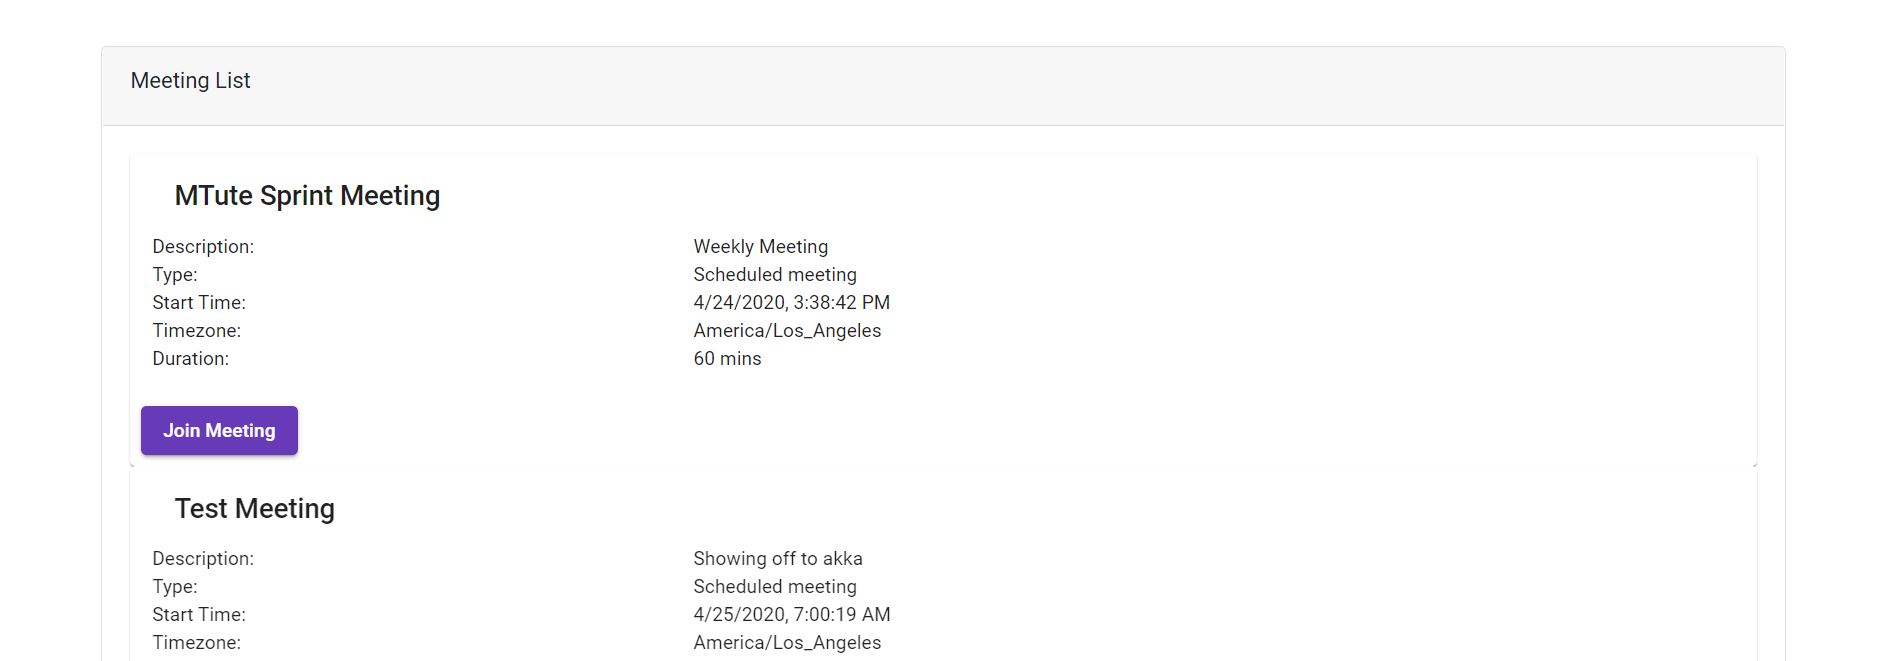 Meeting List
MTute Sprint Meeting
Description: Weekly Meeting
Type: Scheduled meeting
Start Time: 4/24/2020, 3:38:42 PM
Timezone: America/Los_Angeles
Duration: 60 mins
Join Meeting
Test Meeting
Description: Showing off to akka
Type: Scheduled meeting
Start Time: 4/25/2020, 7:00:19 AM
Timezone: America/Los_Angeles